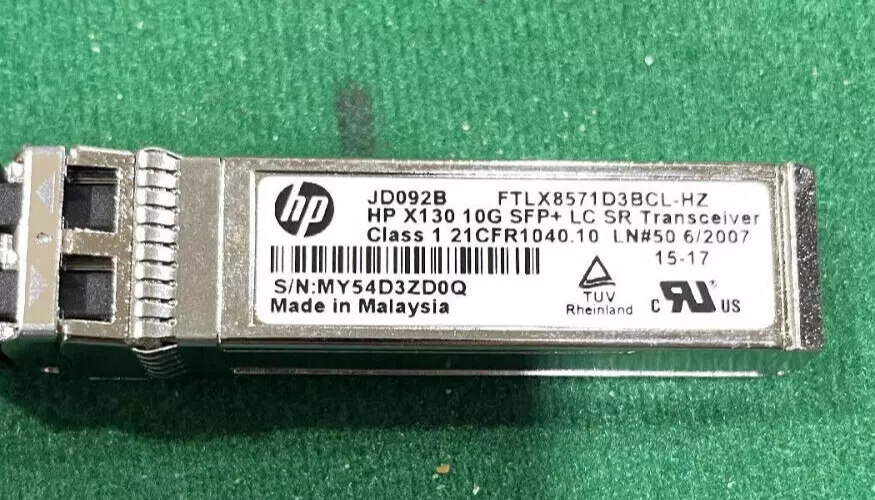 hp JD092B FTLX8571D3BCL-HZ
HP X130 10G SFP+ LC SR Transceiver
Class 1 21CFR1040.10 LN#50 6/2007
15-17
S/N:MY54D3ZD0Q
Made in Malaysia
TUV
Rheinland
C RU US